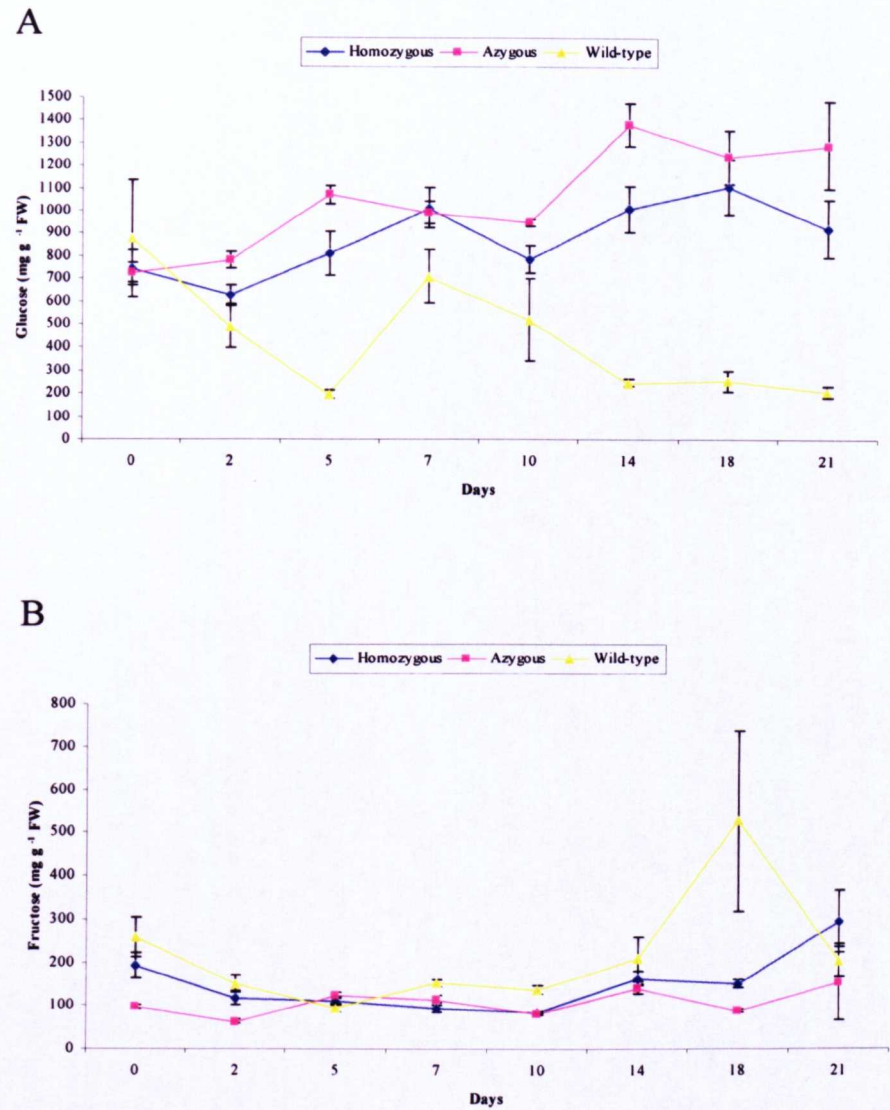 A
Homozygous Azygous Wild-type
1500
1400
1300
1200
1100
1000
900
800
700
600
500
400
300
200
100
0
Glucose (mg g⁻¹ FW)
0 2 5 7 10 14 18 21
Days
B
Homozygous Azygous Wild-type
800
700
600
500
400
300
200
100
0
Fructose (mg g⁻¹ FW)
0 2 5 7 10 14 18 21
Days